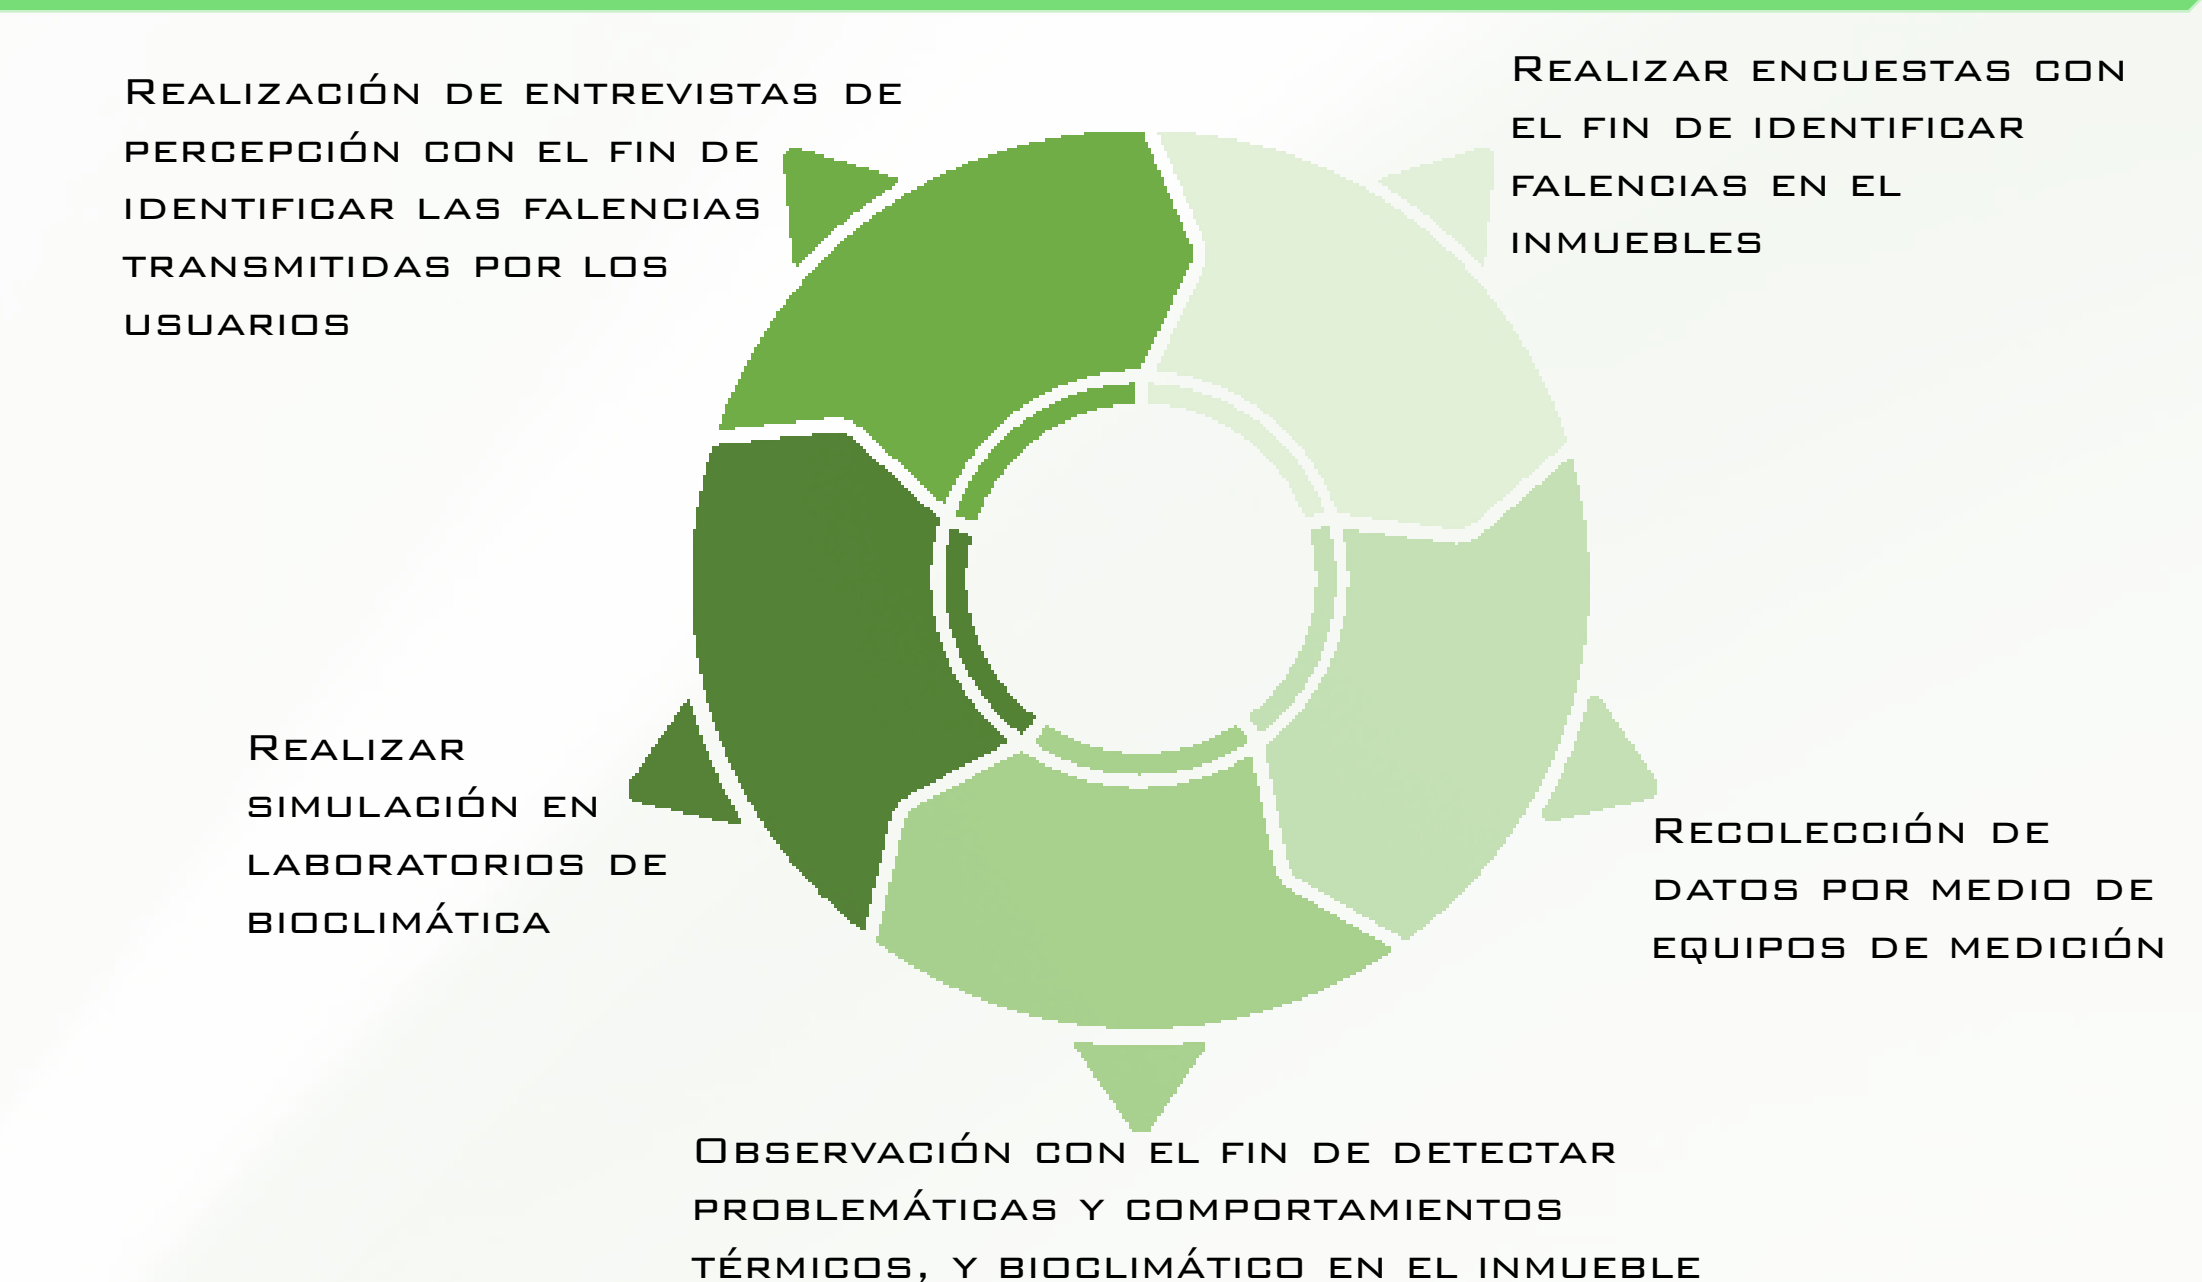 Realización de entrevistas de
percepción con el fin de
identificar las falencias
transmitidas por los
usuarios
Realizar encuestas con
el fin de identificar
falencias en el
inmuebles
Realizar
simulación en
laboratorios de
bioclimática
Recolección de
datos por medio de
equipos de medición
Observación con el fin de detectar
problemáticas y comportamientos
térmicos, y bioclimático en el inmueble